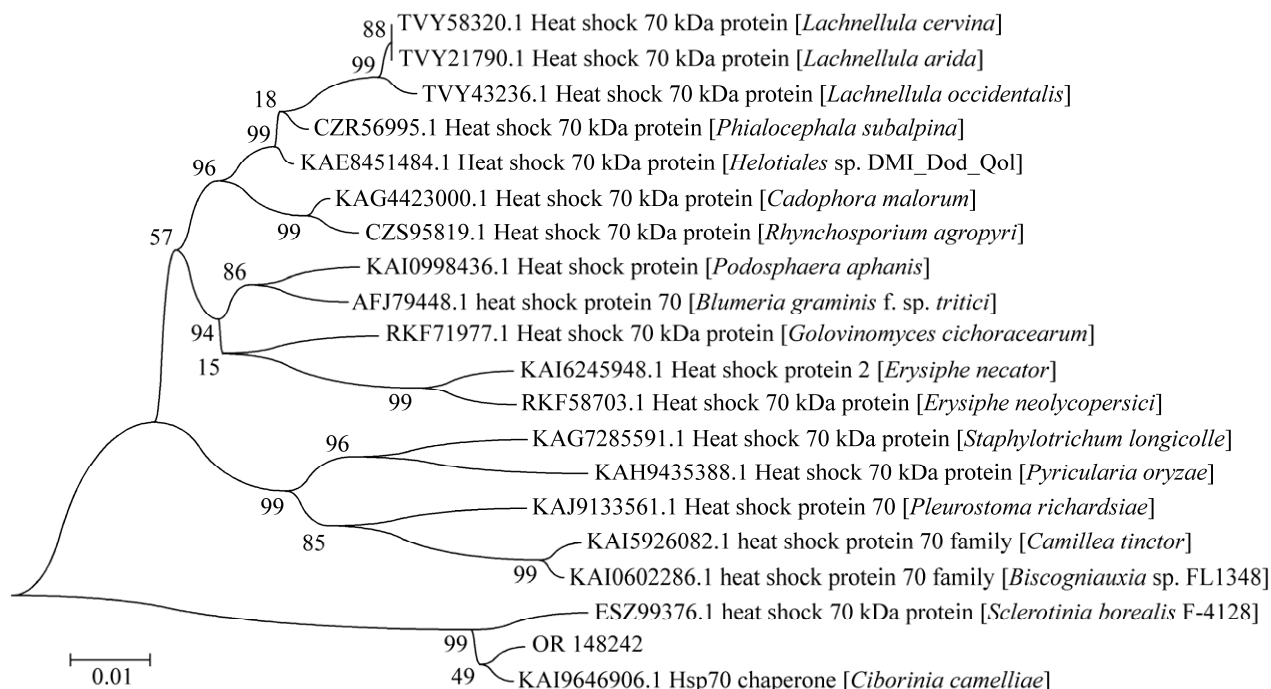 88
TVY58320.1 Heat shock 70 kDa protein [Lachnellula cervina]
TVY21790.1 Heat shock 70 kDa protein [Lachnellula arida]
99
TVY43236.1 Heat shock 70 kDa protein [Lachnellula occidentalis]
18
CZR56995.1 Heat shock 70 kDa protein [Phialocephala subalpina]
99
KAE8451484.1 Heat shock 70 kDa protein [Helotiales sp. DMI_Dod_Qol]
96
KAG4423000.1 Heat shock 70 kDa protein [Cadophora malorum]
99
CZS95819.1 Heat shock 70 kDa protein [Rhynchosporium agropyri]
57
KAI0998436.1 Heat shock protein [Podosphaera aphanis]
86
AFJ79448.1 heat shock protein 70 [Blumeria graminis f. sp. tritici]
94
RKF71977.1 Heat shock 70 kDa protein [Golovinomyces cichoracearum]
15
KAI6245948.1 Heat shock protein 2 [Erysiphe necator]
99
RKF58703.1 Heat shock 70 kDa protein [Erysiphe neolycopersici]
96
KAG7285591.1 Heat shock 70 kDa protein [Staphylotrichum longicolle]
KAH9435388.1 Heat shock 70 kDa protein [Pyricularia oryzae]
99
KAJ9133561.1 Heat shock protein 70 [Pleurostoma richardsiae]
85
KAI5926082.1 heat shock protein 70 family [Camillea tinctor]
99
KAI0602286.1 heat shock protein 70 family [Biscogniauxia sp. FL1348]
ESZ99376.1 heat shock 70 kDa protein [Sclerotinia borealis F-4128]
99
OR 148242
49
KAI9646906.1 Hsp70 chaperone [Ciborinia camelliae]
0.01